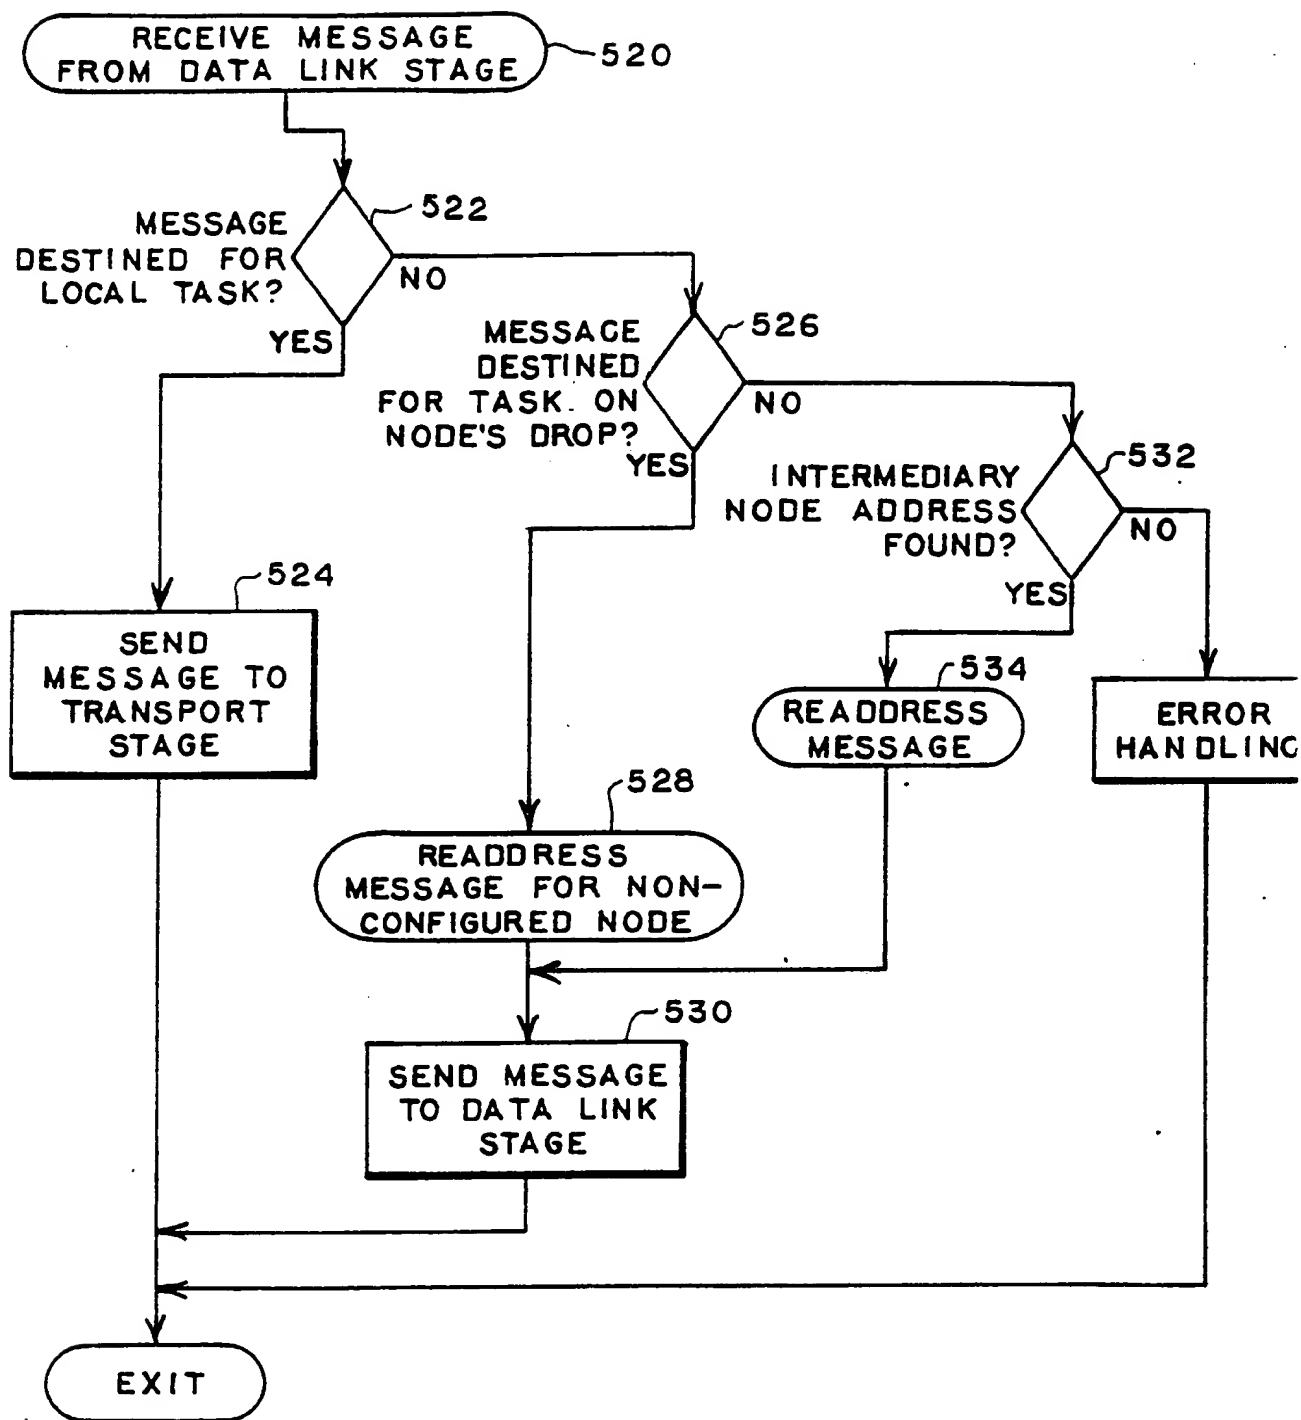 RECEIVE MESSAGE
FROM DATA LINK STAGE
520
522
MESSAGE
DESTINED FOR
LOCAL TASK?
NO
YES
526
MESSAGE
DESTINED
FOR TASK ON
NODE'S DROP?
NO
YES
532
INTERMEDIARY
NODE ADDRESS
FOUND?
NO
YES
524
SEND
MESSAGE TO
TRANSPORT
STAGE
534
READDRESS
MESSAGE
ERROR
HANDLING
528
READDRESS
MESSAGE FOR NON-
CONFIGURED NODE
530
SEND MESSAGE
TO DATA LINK
STAGE
EXIT